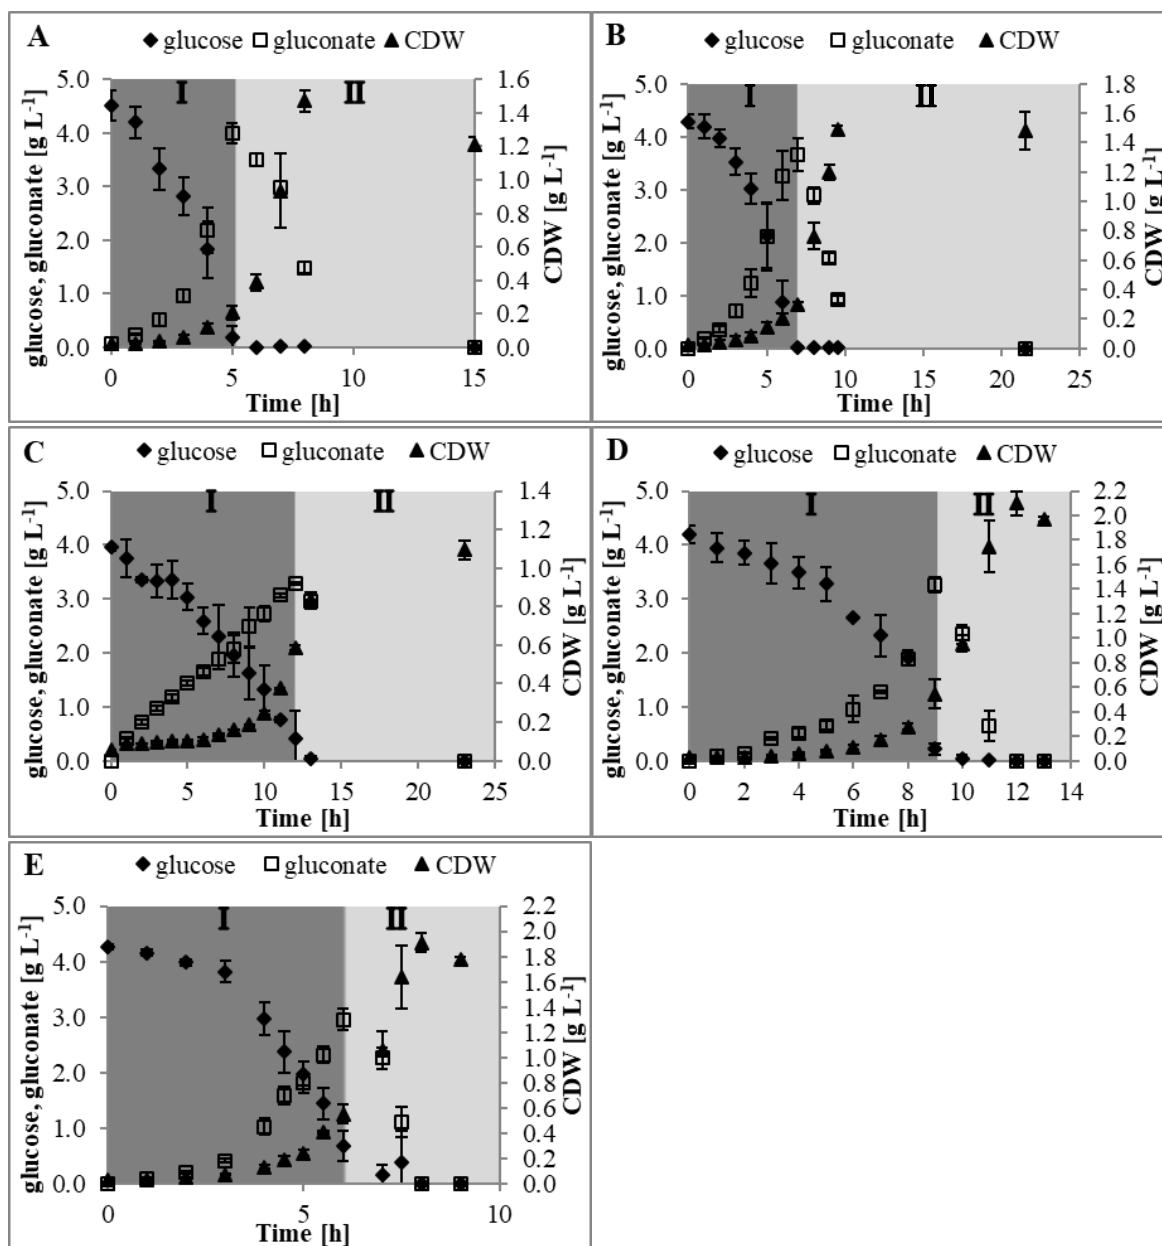 A
◆ glucose □ gluconate ▲ CDW
I II
5.0 4.0 3.0 2.0 1.0 0.0
1.6 1.4 1.2 1.0 0.8 0.6 0.4 0.2 0.0
glucose, gluconate [g L-1]
CDW [g L-1]
0 5 10 15
Time [h]
B
◆ glucose □ gluconate ▲ CDW
I II
5.0 4.0 3.0 2.0 1.0 0.0
1.8 1.6 1.4 1.2 1.0 0.8 0.6 0.4 0.2 0.0
glucose, gluconate [g L-1]
CDW [g L-1]
0 5 10 15 20 25
Time [h]
C
◆ glucose □ gluconate ▲ CDW
I II
5.0 4.0 3.0 2.0 1.0 0.0
1.4 1.2 1.0 0.8 0.6 0.4 0.2 0.0
glucose, gluconate [g L-1]
CDW [g L-1]
0 5 10 15 20 25
Time [h]
D
◆ glucose □ gluconate ▲ CDW
I II
5.0 4.0 3.0 2.0 1.0 0.0
2.2 2.0 1.8 1.6 1.4 1.2 1.0 0.8 0.6 0.4 0.2 0.0
glucose, gluconate [g L-1]
CDW [g L-1]
0 2 4 6 8 10 12 14
Time [h]
E
◆ glucose □ gluconate ▲ CDW
I II
5.0 4.0 3.0 2.0 1.0 0.0
2.2 2.0 1.8 1.6 1.4 1.2 1.0 0.8 0.6 0.4 0.2 0.0
glucose, gluconate [g L-1]
CDW [g L-1]
0 5 10
Time [h]